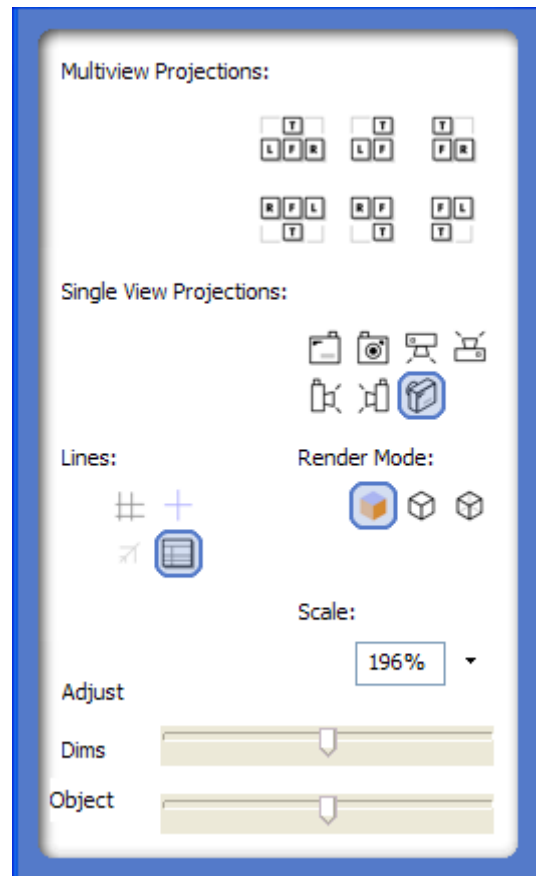 Multiview Projections:
T T T
L F R L F F R
R F L R F F L
T T T
Single View Projections:
Lines: Render Mode:
Scale:
196%
Adjust
Dims
Object